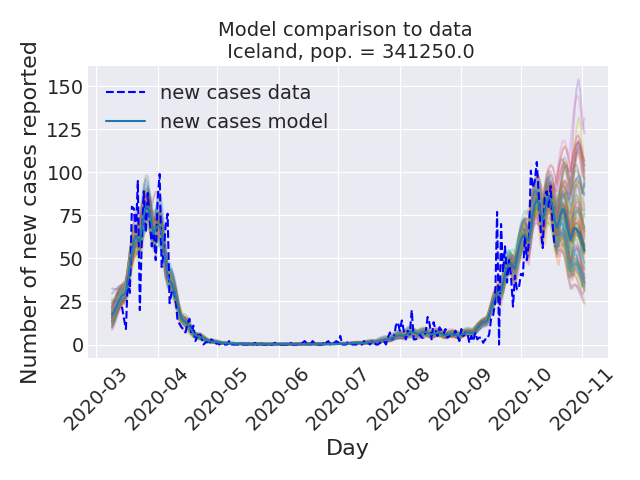 Model comparison to data
Iceland, pop. = 341250.0
Number of new cases reported
150
125
100
75
50
25
0
new cases data
new cases model
2020-03
2020-04
2020-05
2020-06
2020-07
2020-08
2020-09
2020-10
2020-11
Day